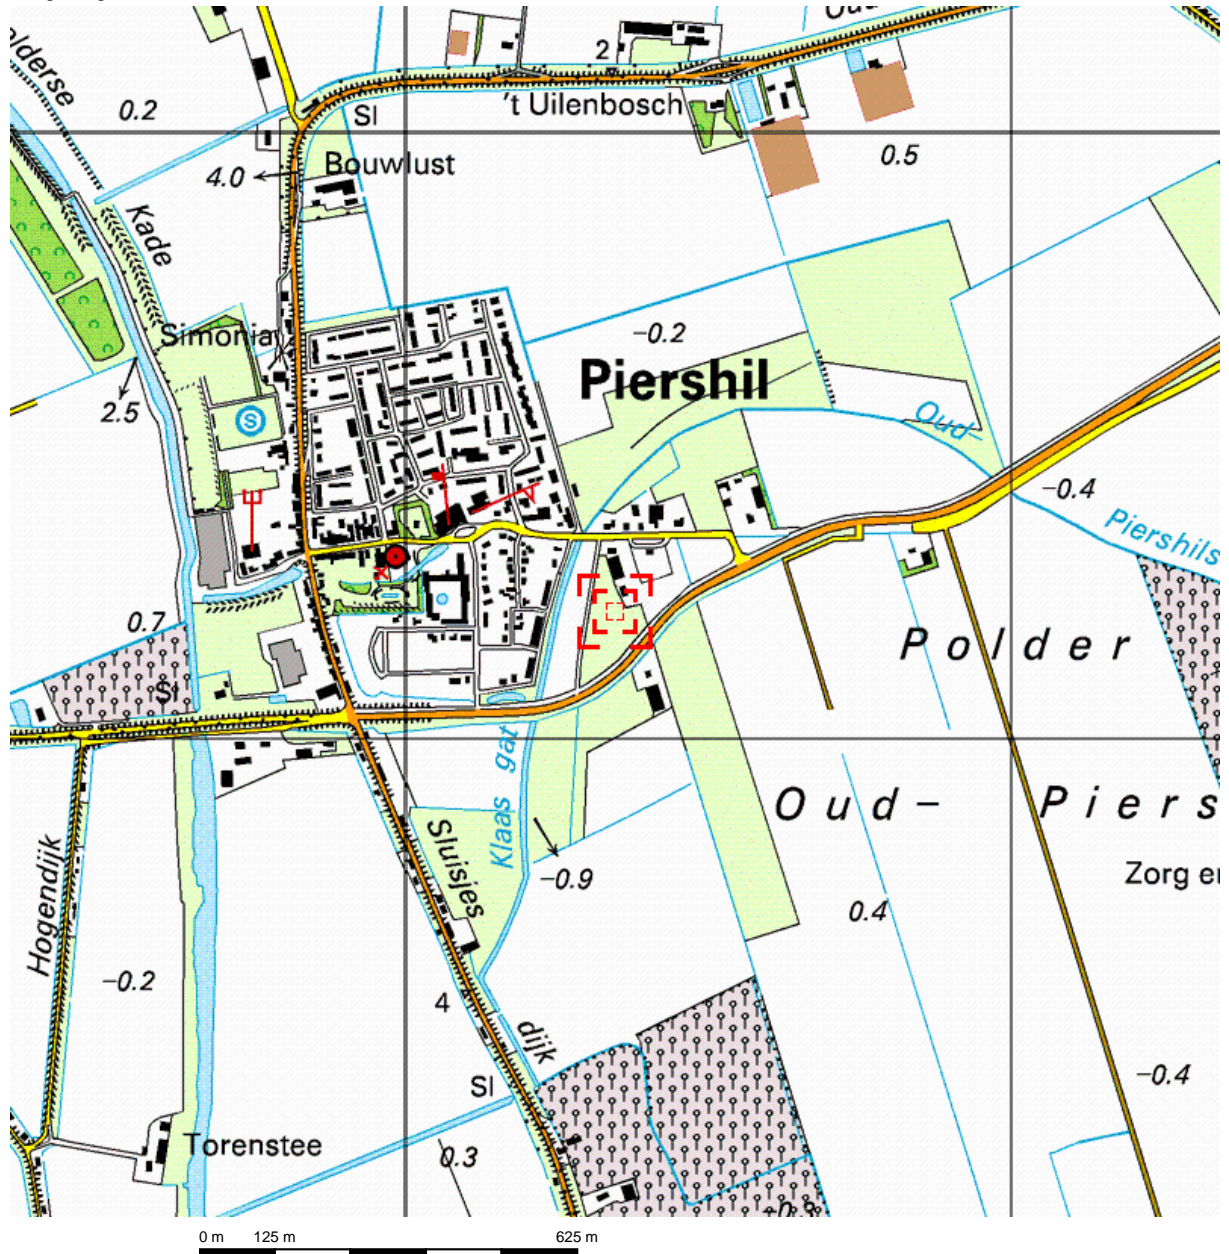 2
't Uilenbosch
Sl
0.2
Kade
4.0
Bouwlust
0.5
Simonia
-0.2
Piershil
2.5
S
Oud-
-0.4
Piershils
0.7
Polder
Sl
Klaas gat
Oud-
Piers
Hogendijk
Sluisjes
dijk
-0.9
0.4
Zorg en
-0.2
4
Sl
-0.4
Torenstee
0.3
0 m 125 m 625 m